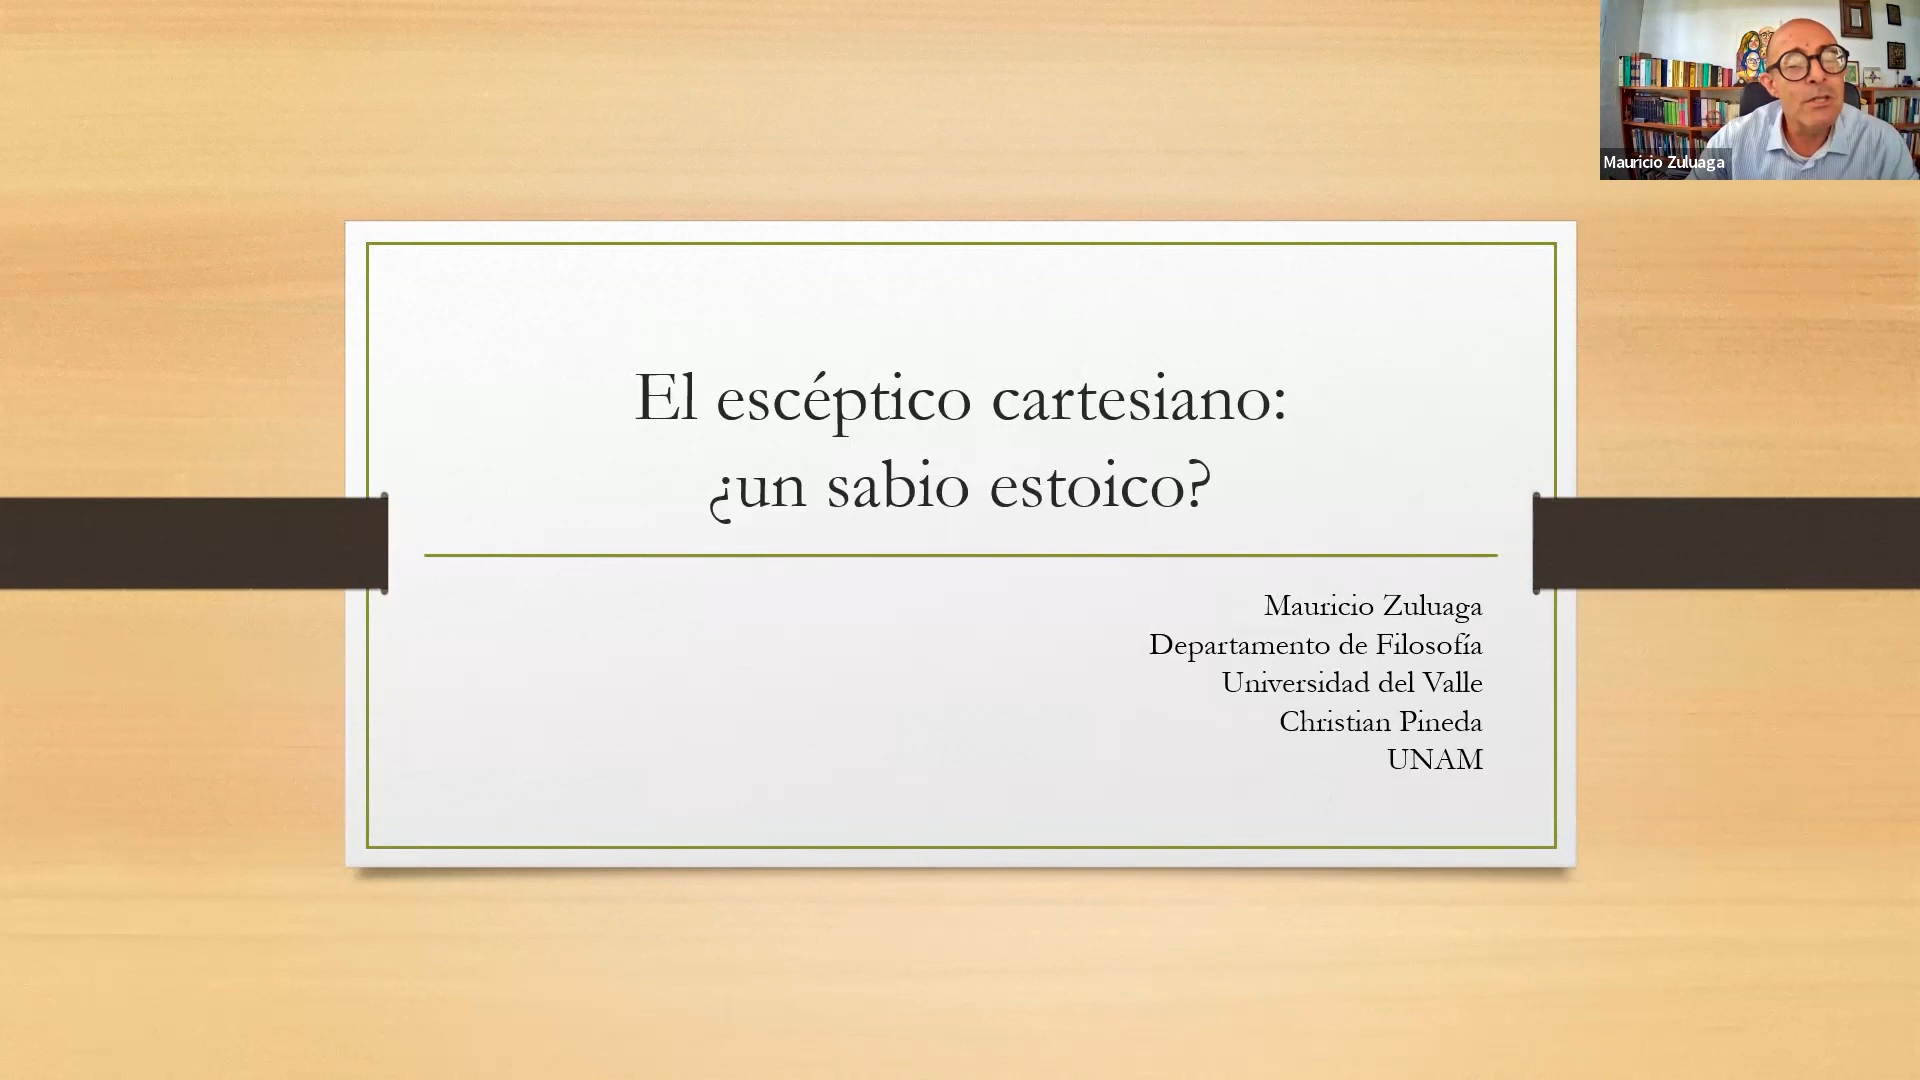 Mauricio Zuluaga
El escéptico cartesiano:
¿un sabio estoico?
Mauricio Zuluaga
Departamento de Filosofía
Universidad del Valle
Christian Pineda
UNAM